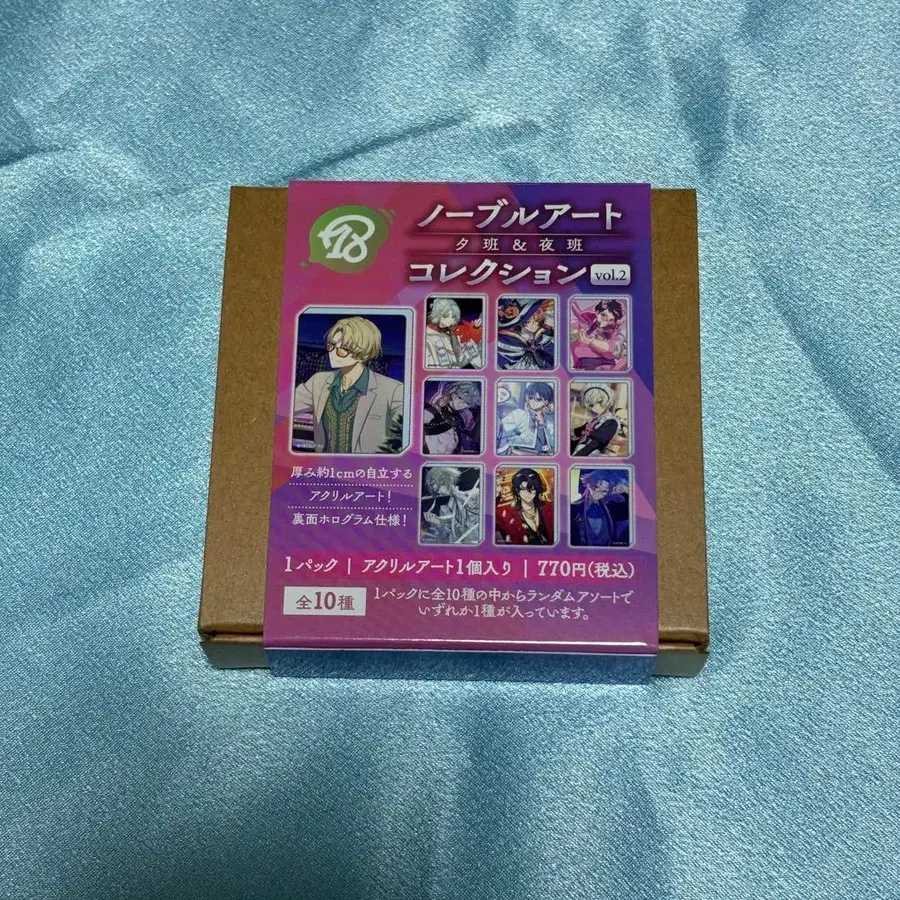 R18
ノーブルアート
夕班&夜班
コレクション vol.2
厚み約1cmの自立する
アクリルアート!
裏面ホログラム仕様!
1パック | アクリルアート1個入り | 770円(税込)
全10種
1パックに全10種の中からランダムアソートで
いずれか1種が入っています。